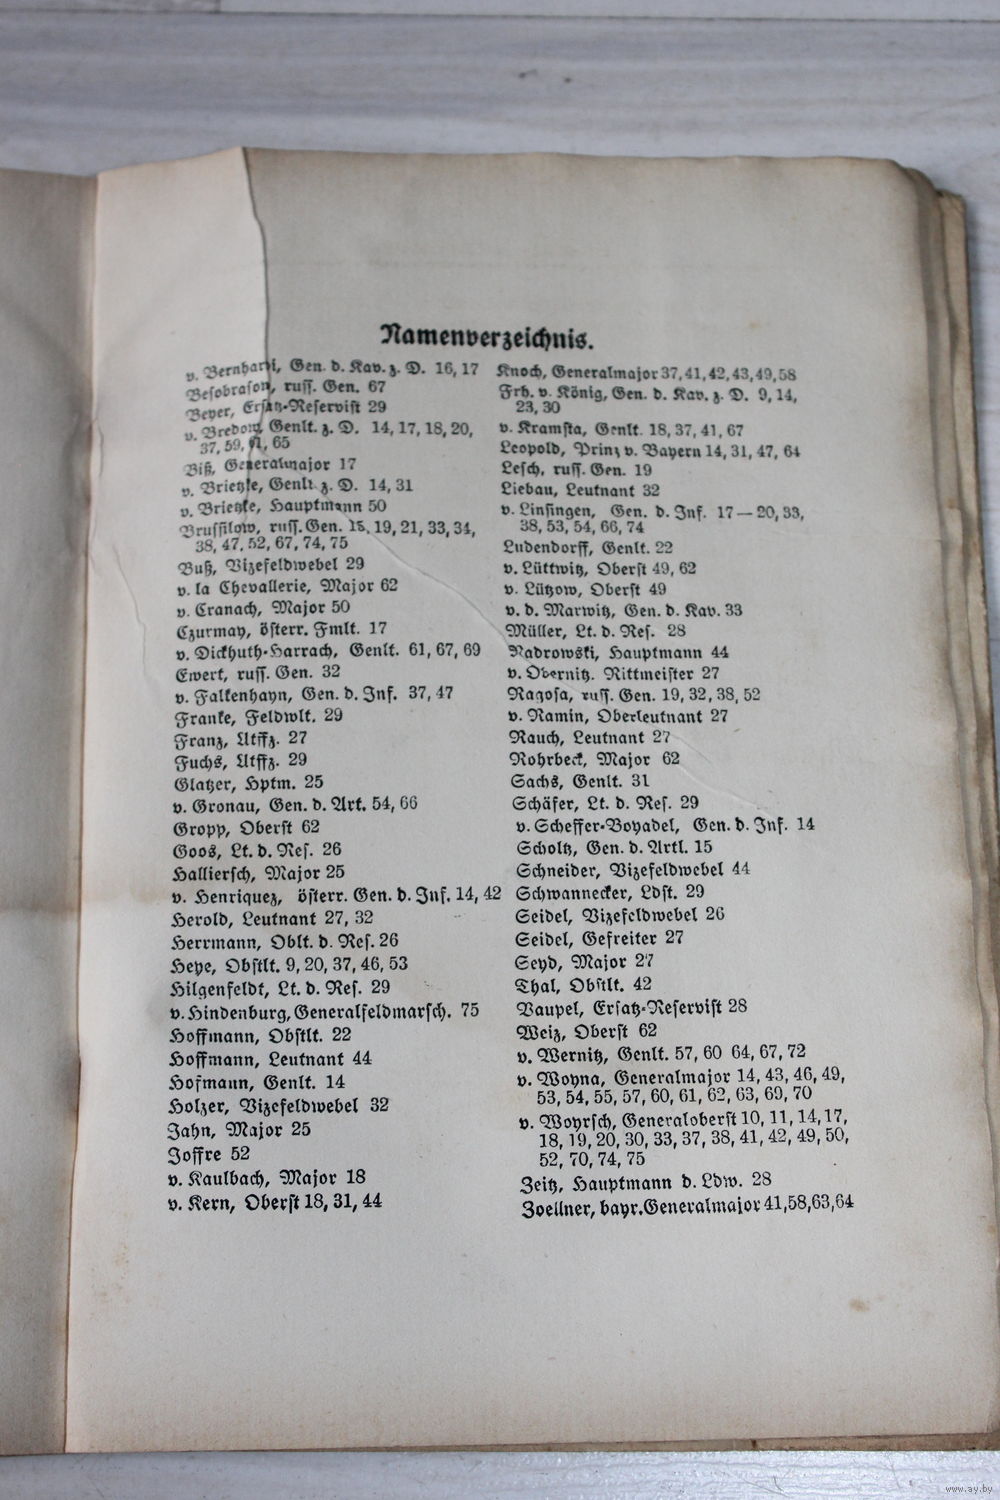 Namenverzeichnis.
v. Bernhardi, Gen. d. Kav. z. D. 16, 17
Besobrason, russ. Gen. 67
Beyer, Ersatz-Reservist 29
v. Bredow, Genlt. z. D. 14, 17, 18, 20,
37, 59, 61, 65
Biß, Generalmajor 17
v. Brietzke, Genlt. z. D. 14, 31
v. Brietzke, Hauptmann 50
Brussilow, russ. Gen. 15, 19, 21, 33, 34,
38, 47, 52, 67, 74, 75
Buß, Vizefeldwebel 29
v. la Chevallerie, Major 62
v. Cranach, Major 50
Czurmay, österr. Fmlt. 17
v. Dickhuth-Harrach, Genlt. 61, 67, 69
Ewert, russ. Gen. 32
v. Falkenhayn, Gen. d. Inf. 37, 47
Franke, Feldwlt. 29
Franz, Utffz. 27
Fuchs, Utffz. 29
Glatzer, Hptm. 25
v. Gronau, Gen. d. Art. 54, 66
Gropp, Oberst 62
Goos, Lt. d. Res. 26
Halliersch, Major 25
v. Henriquez, österr. Gen. d. Inf. 14, 42
Herold, Leutnant 27, 32
Herrmann, Oblt. d. Res. 26
Heye, Obstlt. 9, 20, 37, 46, 53
Hilgenfeldt, Lt. d. Res. 29
v. Hindenburg, Generalfeldmarsch. 75
Hoffmann, Obstlt. 22
Hoffmann, Leutnant 44
Hofmann, Genlt. 14
Holzer, Vizefeldwebel 32
Jahn, Major 25
Joffre 52
v. Kaulbach, Major 18
v. Kern, Oberst 18, 31, 44
Knoch, Generalmajor 37, 41, 42, 43, 49, 58
Frh. v. König, Gen. d. Kav. z. D. 9, 14,
23, 30
v. Kramsta, Genlt. 18, 37, 41, 67
Leopold, Prinz v. Bayern 14, 31, 47, 64
Lesch, russ. Gen. 19
Liebau, Leutnant 32
v. Linsingen, Gen. d. Inf. 17—20, 33,
38, 53, 54, 66, 74
Ludendorff, Genlt. 22
v. Lüttwitz, Oberst 49, 62
v. Lützow, Oberst 49
v. d. Marwitz, Gen. d. Kav. 33
Müller, Lt. d. Res. 28
Nadrowski, Hauptmann 44
v. Obernitz, Rittmeister 27
Ragosa, russ. Gen. 19, 32, 38, 52
v. Ramin, Oberleutnant 27
Rauch, Leutnant 27
Rohrbeck, Major 62
Sachs, Genlt. 31
Schäfer, Lt. d. Res. 29
v. Scheffer-Boyadel, Gen. d. Inf. 14
Scholtz, Gen. d. Artl. 15
Schneider, Vizefeldwebel 44
Schwannecker, Ldst. 29
Seidel, Vizefeldwebel 26
Seidel, Gefreiter 27
Seyd, Major 27
Thal, Obstlt. 42
Vaupel, Ersatz-Reservist 28
Weiz, Oberst 62
v. Wernitz, Genlt. 57, 60 64, 67, 72
v. Woyna, Generalmajor 14, 43, 46, 49,
53, 54, 55, 57, 60, 61, 62, 63, 69, 70
v. Woyrsch, Generaloberst 10, 11, 14, 17,
18, 19, 20, 30, 33, 37, 38, 41, 42, 49, 50,
52, 70, 74, 75
Zeitz, Hauptmann d. Ldw. 28
Zoellner, bayr. Generalmajor 41, 58, 63, 64
www.ay.by